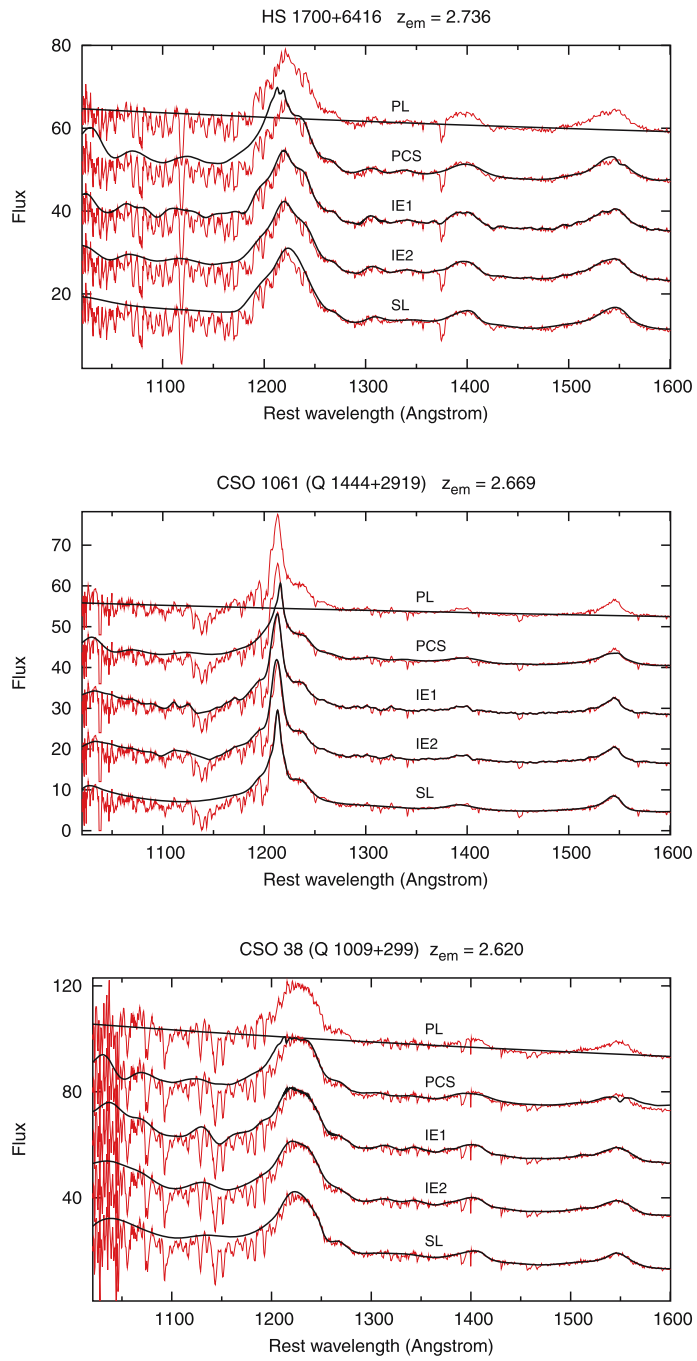 HS 1700+6416 z_em = 2.736
80
60
40
20
Flux
PL
PCS
IE1
IE2
SL
1100 1200 1300 1400 1500 1600
Rest wavelength (Angstrom)
CSO 1061 (Q 1444+2919) z_em = 2.669
70
60
50
40
30
20
10
0
Flux
PL
PCS
IE1
IE2
SL
1100 1200 1300 1400 1500 1600
Rest wavelength (Angstrom)
CSO 38 (Q 1009+299) z_em = 2.620
120
80
40
Flux
PL
PCS
IE1
IE2
SL
1100 1200 1300 1400 1500 1600
Rest wavelength (Angstrom)